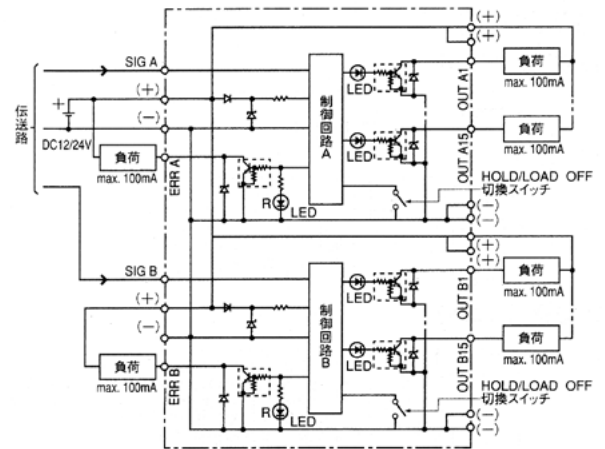 (+)
(+)
SIG A
負荷
max. 100mA
LED
OUT A1
伝送路
(+)
(−)
DC12/24V
制御回路A
LED
OUT A15
負荷
max. 100mA
負荷
max. 100mA
ERR A
R
LED
HOLD/LOAD OFF
切換スイッチ
(−)
(−)
(+)
(+)
SIG B
負荷
max. 100mA
LED
OUT B1
(+)
(−)
制御回路B
LED
OUT B15
負荷
max. 100mA
負荷
max. 100mA
ERR B
R
LED
HOLD/LOAD OFF
切換スイッチ
(−)
(−)